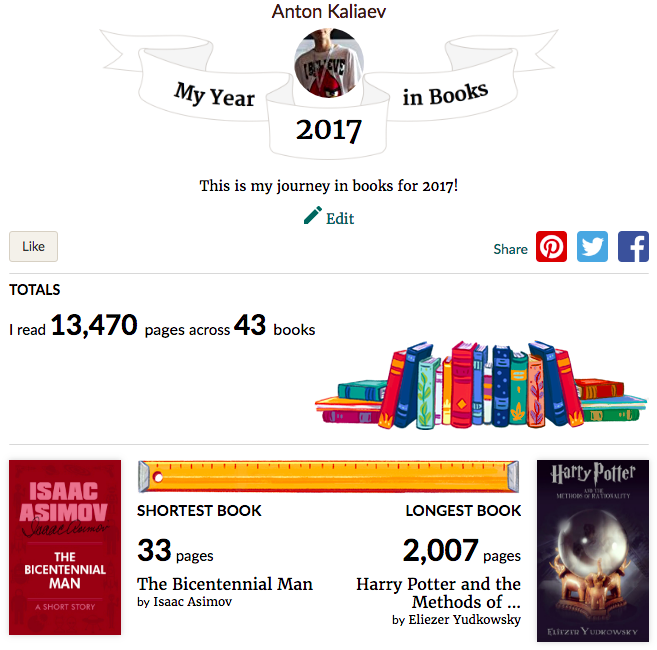 Anton Kaliaev
My Year in Books
2017
This is my journey in books for 2017!
Edit
Like
Share
TOTALS
I read 13,470 pages across 43 books
ISAAC
ASIMOV
THE
BICENTENNIAL
MAN
A SHORT STORY
SHORTEST BOOK
33 pages
The Bicentennial Man
by Isaac Asimov
LONGEST BOOK
2,007 pages
Harry Potter and the
Methods of ...
by Eliezer Yudkowsky
Harry Potter
AND THE
METHODS OF RATIONALITY
ELIEZER YUDKOWSKY